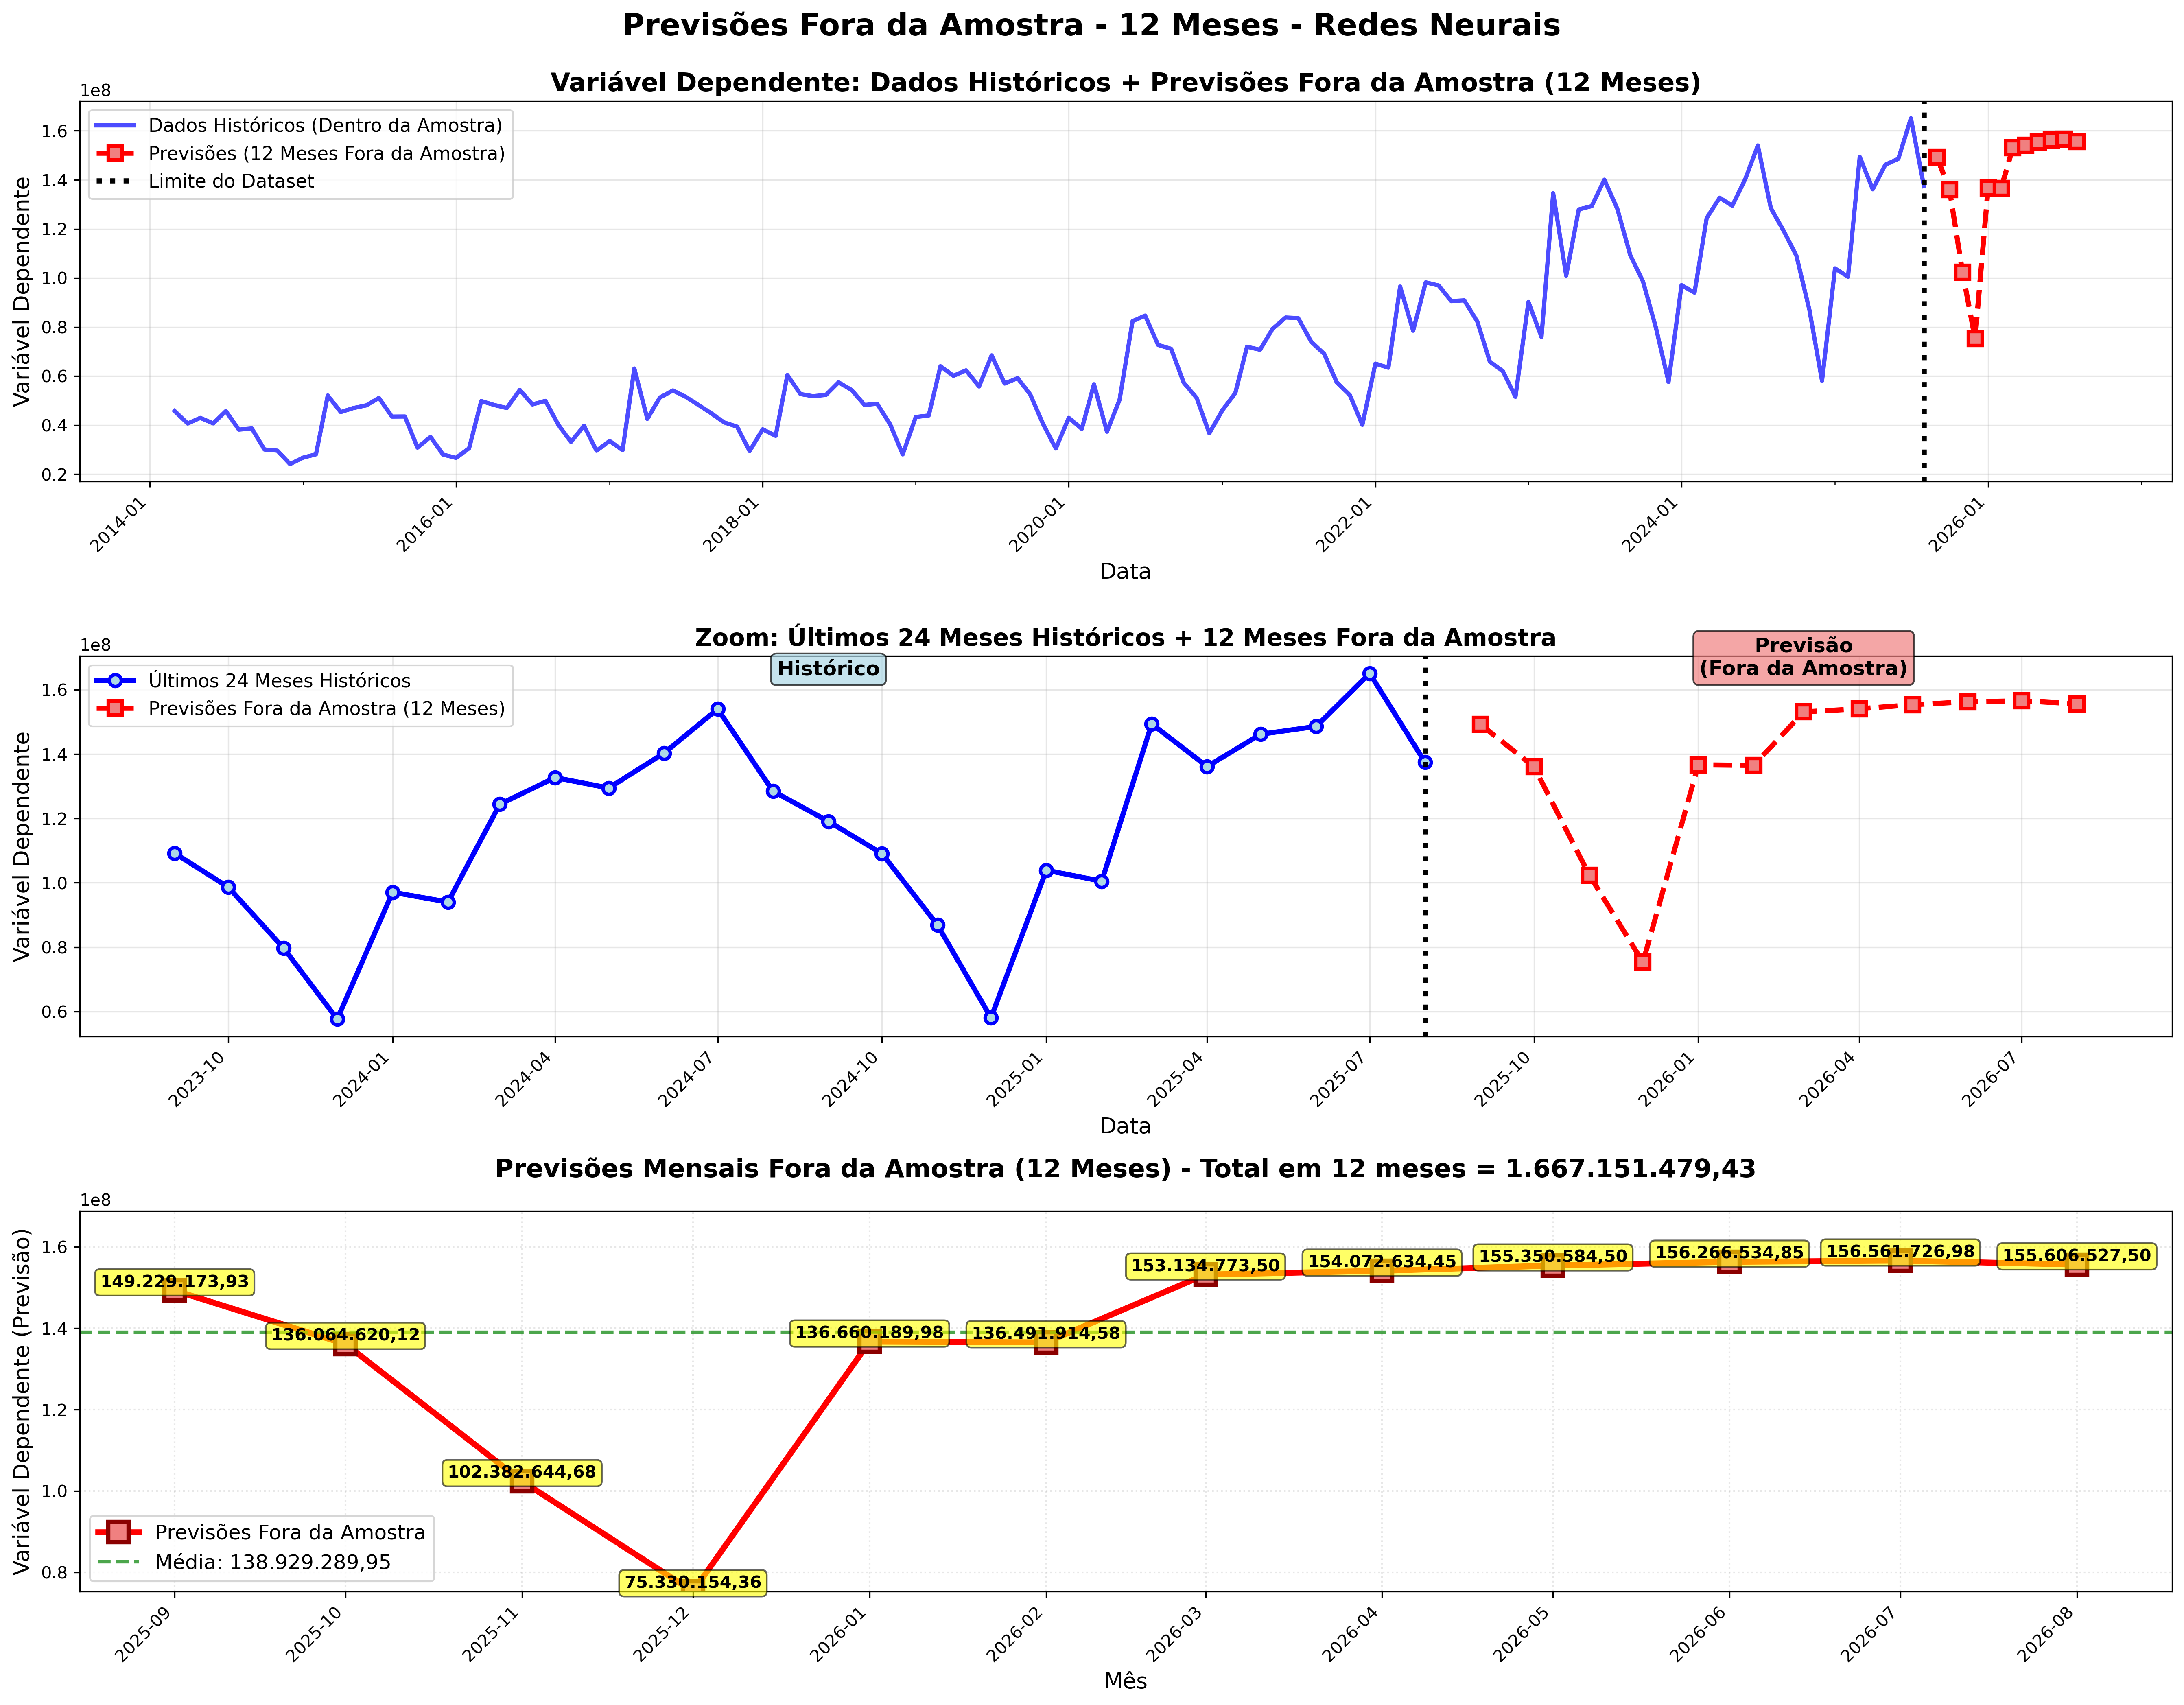 Previsões Fora da Amostra - 12 Meses - Redes Neurais
Variável Dependente: Dados Históricos + Previsões Fora da Amostra (12 Meses)
1e8
Dados Históricos (Dentro da Amostra)
Previsões (12 Meses Fora da Amostra)
Limite do Dataset
Variável Dependente
1.6
1.4
1.2
1.0
0.8
0.6
0.4
0.2
2014-01
2016-01
2018-01
2020-01
2022-01
2024-01
2026-01
Data
Zoom: Últimos 24 Meses Históricos + 12 Meses Fora da Amostra
1e8
Últimos 24 Meses Históricos
Previsões Fora da Amostra (12 Meses)
Histórico
Previsão
(Fora da Amostra)
Variável Dependente
1.6
1.4
1.2
1.0
0.8
0.6
2023-10
2024-01
2024-04
2024-07
2024-10
2025-01
2025-04
2025-07
2025-10
2026-01
2026-04
2026-07
Data
Previsões Mensais Fora da Amostra (12 Meses) - Total em 12 meses = 1.667.151.479,43
1e8
Variável Dependente (Previsão)
1.6
1.4
1.2
1.0
0.8
149.229.173,93
136.064.620,12
102.382.644,68
75.330.154,36
136.660.189,98
136.491.914,58
153.134.773,50
154.072.634,45
155.350.584,50
156.266.534,85
156.561.726,98
155.606.527,50
Previsões Fora da Amostra
Média: 138.929.289,95
2025-09
2025-10
2025-11
2025-12
2026-01
2026-02
2026-03
2026-04
2026-05
2026-06
2026-07
2026-08
Mês